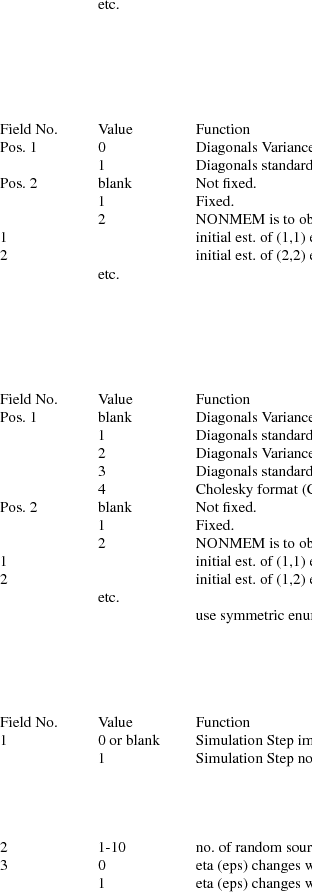 etc.
Field No. Value Function
Pos. 1 0 Diagonals Variance
1 Diagonals standard
Pos. 2 blank Not fixed.
1 Fixed.
2 NONMEM is to ob
1 initial est. of (1,1) e
2 initial est. of (2,2) e
etc.
Field No. Value Function
Pos. 1 blank Diagonals Variance
1 Diagonals standard
2 Diagonals Variance
3 Diagonals standard
4 Cholesky format (C
Pos. 2 blank Not fixed.
1 Fixed.
2 NONMEM is to ob
1 initial est. of (1,1) e
2 initial est. of (1,2) e
etc.
use symmetric enu
Field No. Value Function
1 0 or blank Simulation Step im
1 Simulation Step no
2 1-10 no. of random sour
3 0 eta (eps) changes w
1 eta (eps) changes w